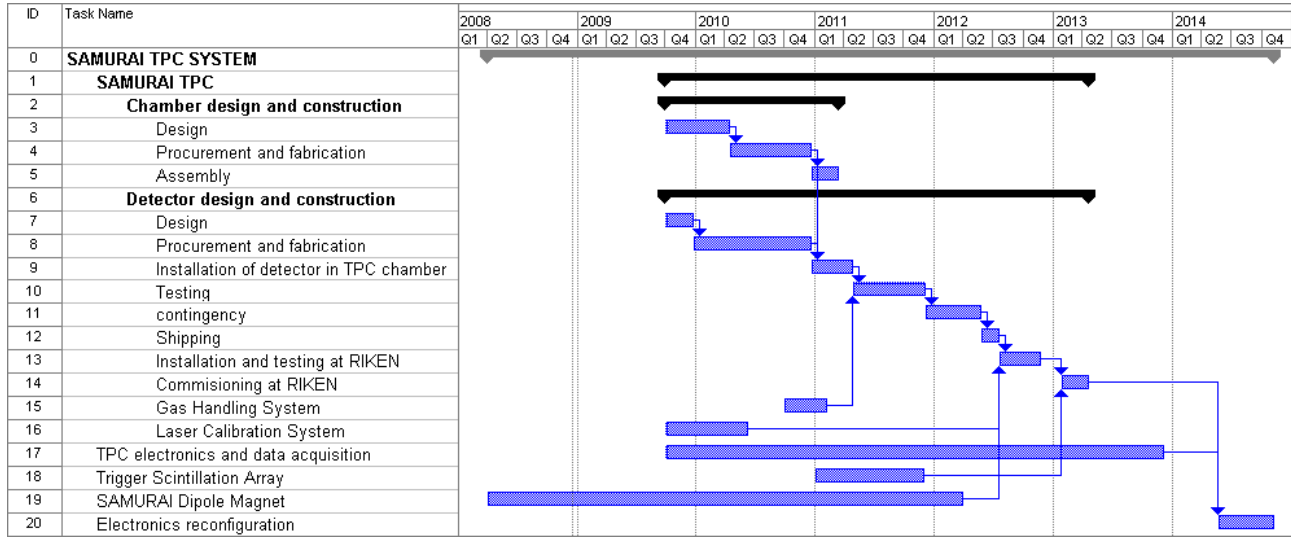 ID Task Name 2008 2009 2010 2011 2012 2013 2014
Q1 Q2 Q3 Q4 Q1 Q2 Q3 Q4 Q1 Q2 Q3 Q4 Q1 Q2 Q3 Q4 Q1 Q2 Q3 Q4 Q1 Q2 Q3 Q4 Q1 Q2 Q3 Q4
0 SAMURAI TPC SYSTEM
1 SAMURAI TPC
2 Chamber design and construction
3 Design
4 Procurement and fabrication
5 Assembly
6 Detector design and construction
7 Design
8 Procurement and fabrication
9 Installation of detector in TPC chamber
10 Testing
11 contingency
12 Shipping
13 Installation and testing at RIKEN
14 Commisioning at RIKEN
15 Gas Handling System
16 Laser Calibration System
17 TPC electronics and data acquisition
18 Trigger Scintillation Array
19 SAMURAI Dipole Magnet
20 Electronics reconfiguration